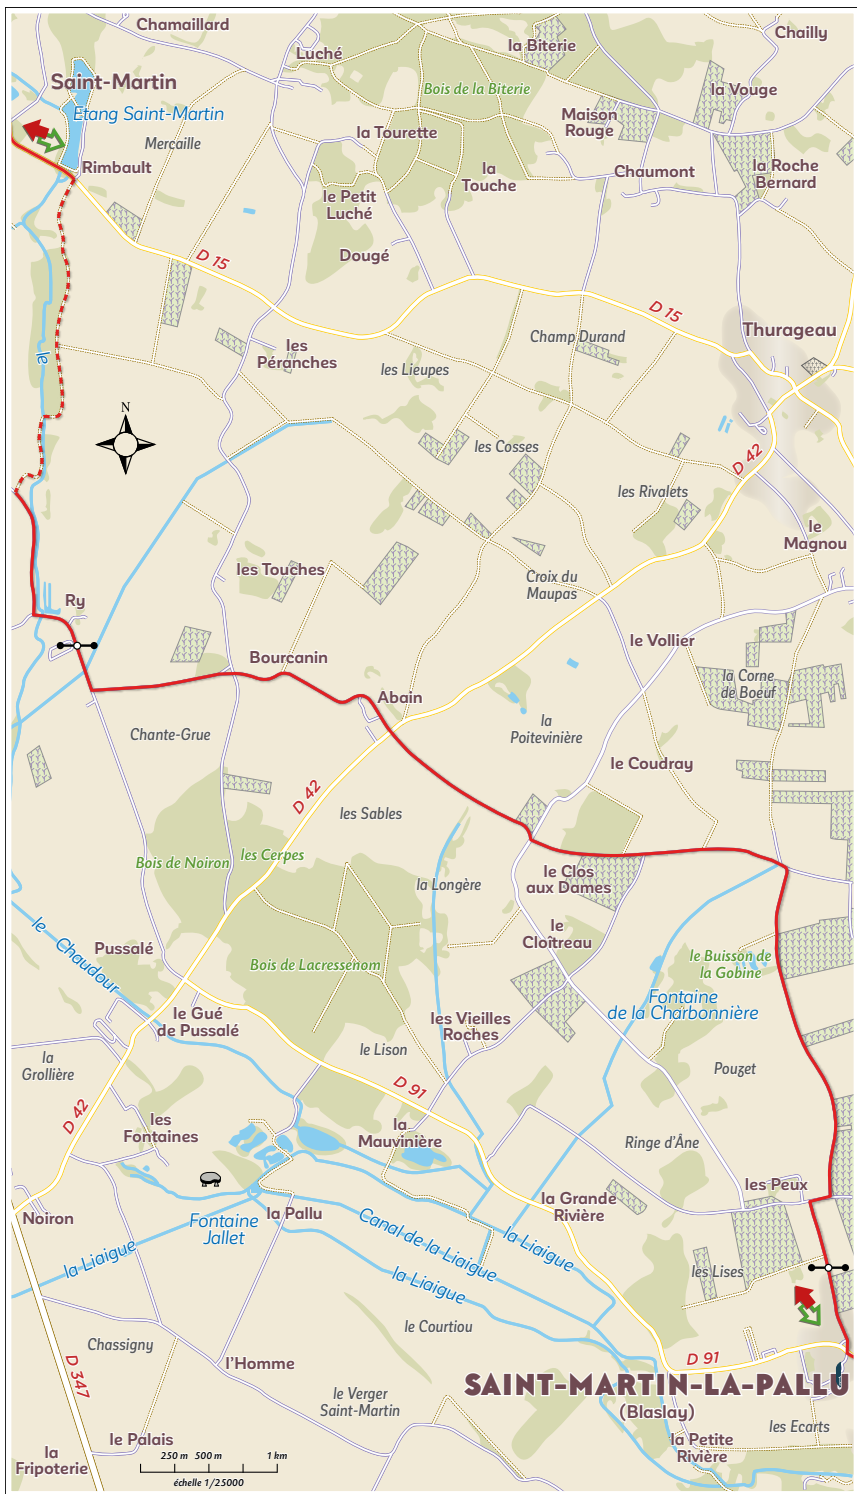 Chamaillard
Luché
la Biterie
Chailly
Saint-Martin
Bois de la Biterie
la Vouge
Etang Saint-Martin
Maison
Rouge
la Tourette
Mercaille
Rimbault
la
Touche
Chaumont
la Roche
Bernard
le Petit
Luché
Dougé
D 15
D 15
Thurageau
Champ Durand
les
Péranches
le
les Lieupes
N
les Cosses
D 42
les Rivalets
le
Magnou
les Touches
Croix du
Maupas
Ry
le Vollier
Bourcanin
la Corne
de Boeuf
Abain
la
Poitevinière
Chante-Grue
le Coudray
D 42
les Sables
Bois de Noiron
les Cerpes
la Longère
le Clos
aux Dames
le Chaudour
le
Cloîtreau
Pussalé
Bois de Lacressenom
le Buisson de
la Gobine
Fontaine
de la Charbonnière
le Gué
de Pussalé
les Vieilles
Roches
le Lison
la
Grollière
Pouzet
D 91
D 42
les
Fontaines
la
Mauvinière
Ringe d'Âne
les Peux
la Grande
Rivière
Noiron
Fontaine
Jallet
la Pallu
Canal de la Liaigue
la Liaigue
la Liaigue
la Liaigue
les Lises
le Courtiou
Chassigny
D 91
D 347
l'Homme
SAINT-MARTIN-LA-PALLU
(Blaslay)
le Verger
Saint-Martin
les Ecarts
le Palais
la Petite
Rivière
la
Fripoterie
250 m 500 m 1 km
échelle 1/25000